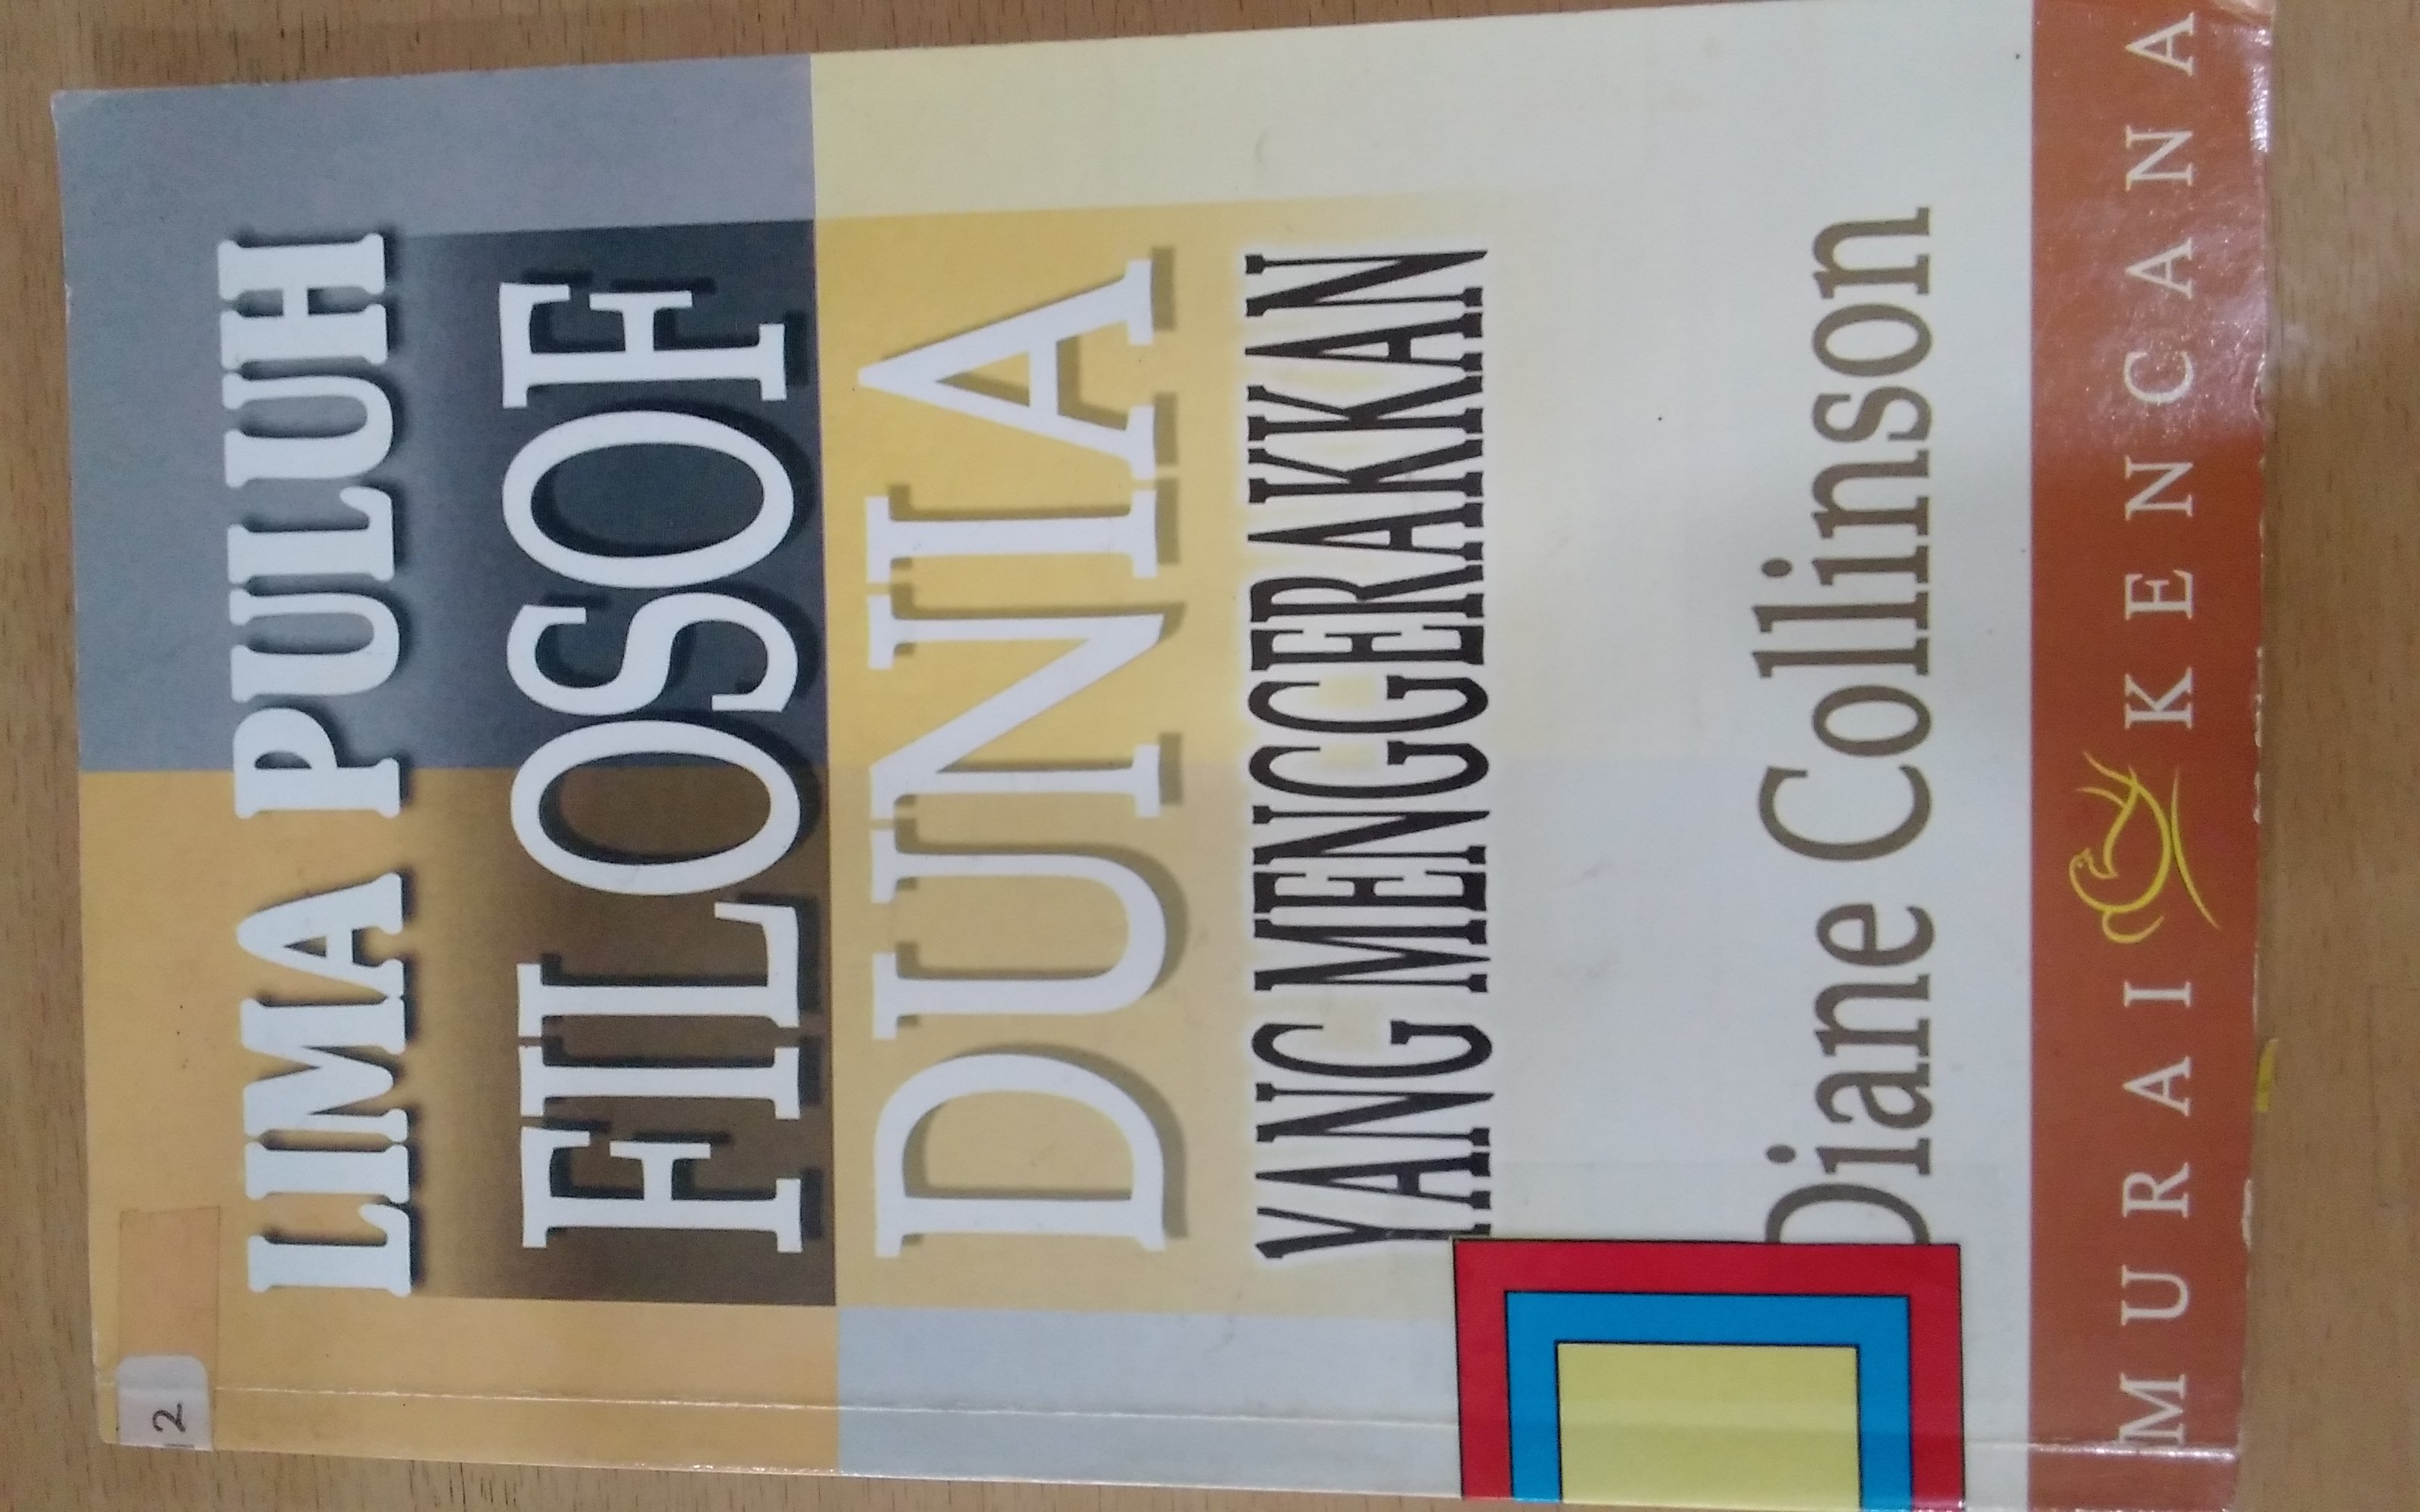 LIMA PULUH
FILOSOF
DUNIA
YANG MENGGERAKKAN
Diane Collinson
MURAI KENCANA
2